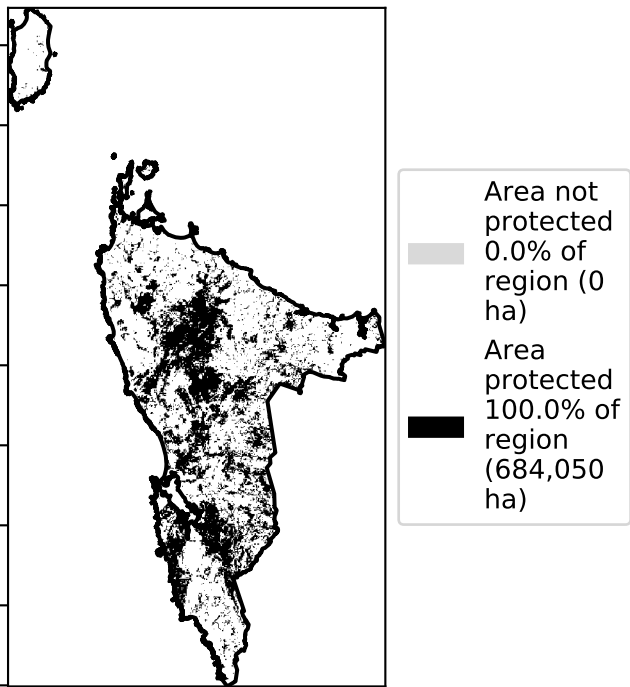 Area not
protected
0.0% of
region (0
ha)
Area
protected
100.0% of
region
(684,050
ha)